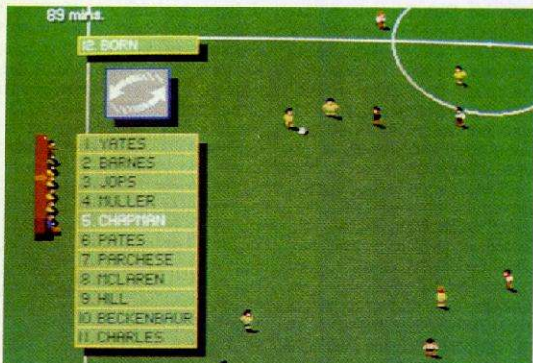 89 mins.
12. BORN
1. YATES
2. BARNES
3. JOPS
4. MULLER
5. CHAPMAN
6. PATES
7. PARCHESE
8. MCLAREN
9. HILL
10. BECKENBAUR
11. CHARLES